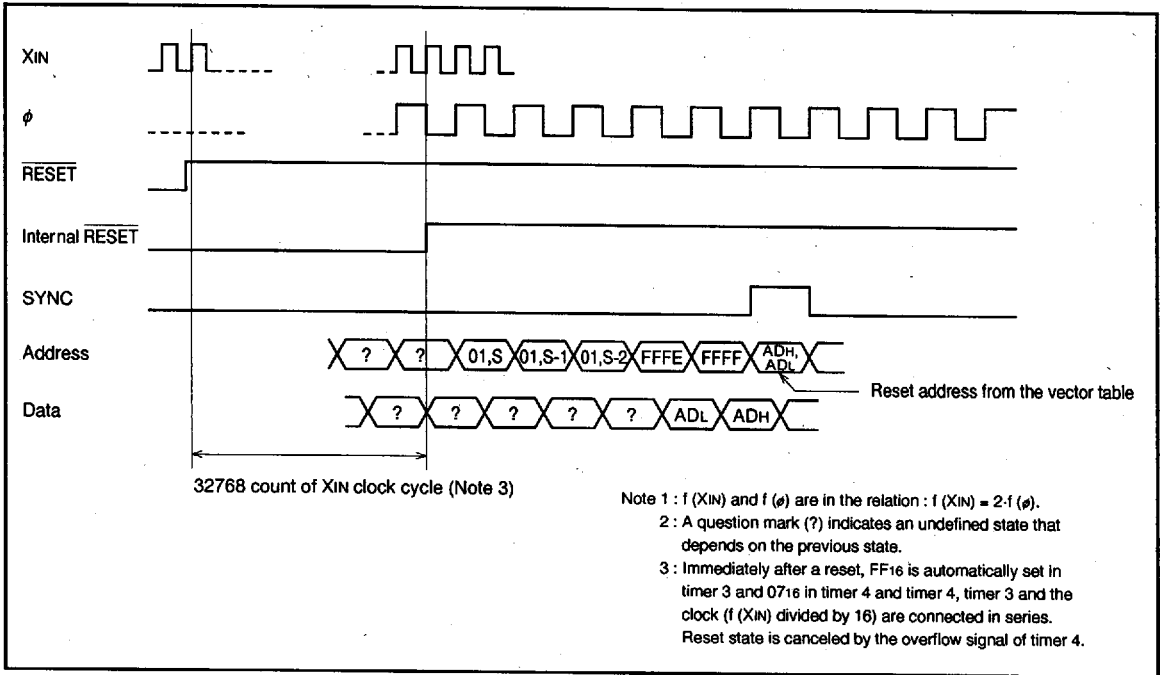 XIN
ϕ
RESET
Internal RESET
SYNC
Address
? ? 01,S 01,S-1 01,S-2 FFFE FFFF ADH, ADL
Reset address from the vector table
Data
? ? ? ? ? ADL ADH
32768 count of XIN clock cycle (Note 3)
Note 1 : f (XIN) and f (ϕ) are in the relation : f (XIN) = 2·f (ϕ).
2 : A question mark (?) indicates an undefined state that
depends on the previous state.
3 : Immediately after a reset, FF16 is automatically set in
timer 3 and 0716 in timer 4 and timer 4, timer 3 and the
clock (f (XIN) divided by 16) are connected in series.
Reset state is canceled by the overflow signal of timer 4.